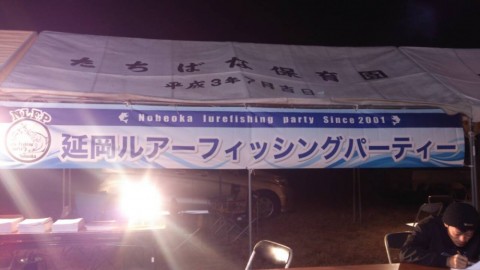 たちばな保育園
平成3年7月吉日
Nobeoka lurefishing party Since2001
NLFP
延岡ルアーフィッシングパーティー